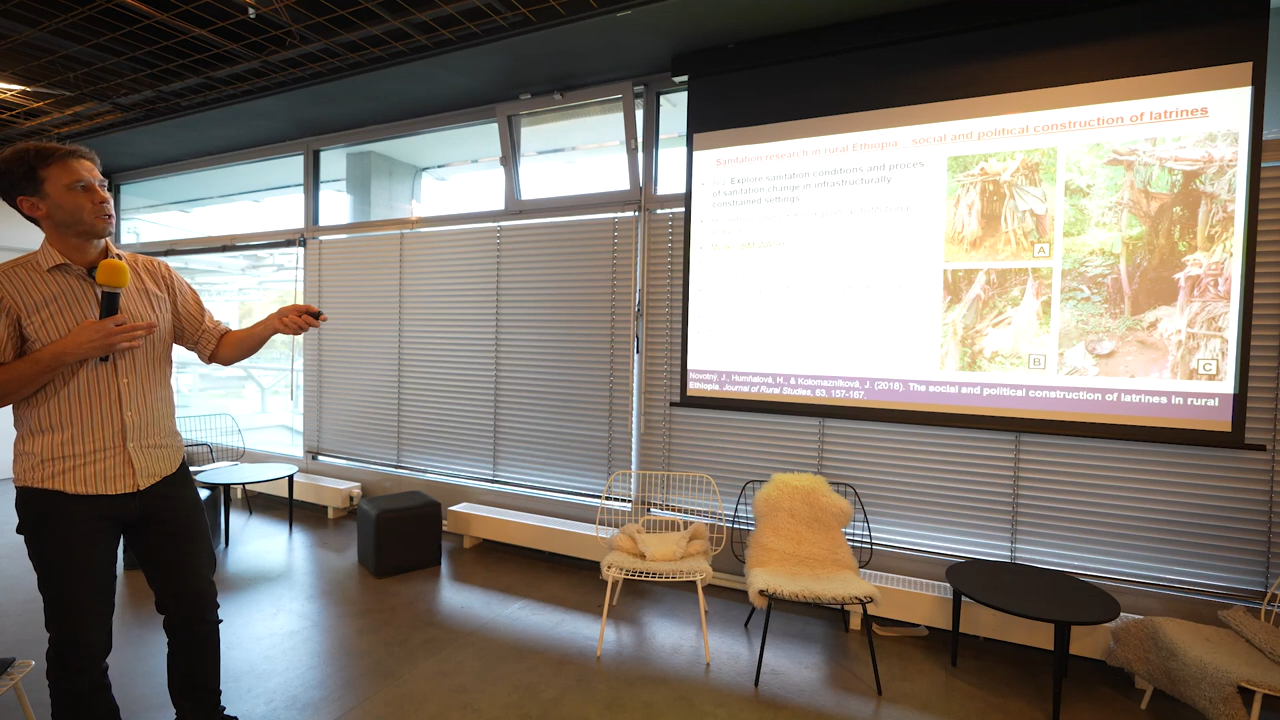 Sanitation research in rural Ethiopia _ social and political construction of latrines
Explore sanitation conditions and proces
of sanitation change in infrastructurally
constrained settings
A
B
C
Novotný, J., Humňalová, H., & Kolomazníková, J. (2018). The social and political construction of latrines in rural
Ethiopia. Journal of Rural Studies, 63, 157-167.